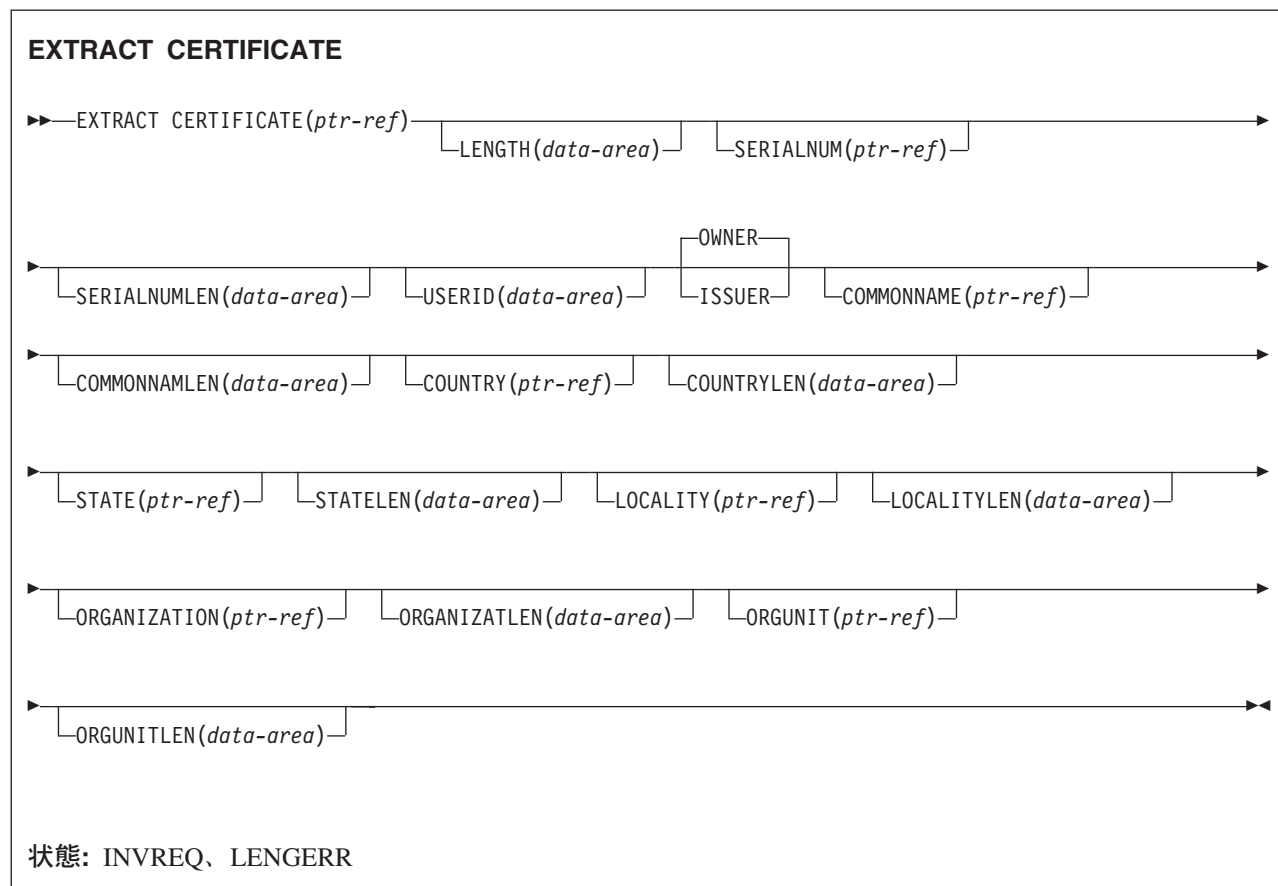 EXTRACT CERTIFICATE
EXTRACT CERTIFICATE(ptr-ref)
LENGTH(data-area) SERIALNUM(ptr-ref)
OWNER
SERIALNUMLEN(data-area) USERID(data-area) ISSUER COMMONNAME(ptr-ref)
COMMONNAMLEN(data-area) COUNTRY(ptr-ref) COUNTRYLEN(data-area)
STATE(ptr-ref) STATELEN(data-area) LOCALITY(ptr-ref) LOCALITYLEN(data-area)
ORGANIZATION(ptr-ref) ORGANIZATLEN(data-area) ORGUNIT(ptr-ref)
ORGUNITLEN(data-area)
状態: INVREQ、LENGERR